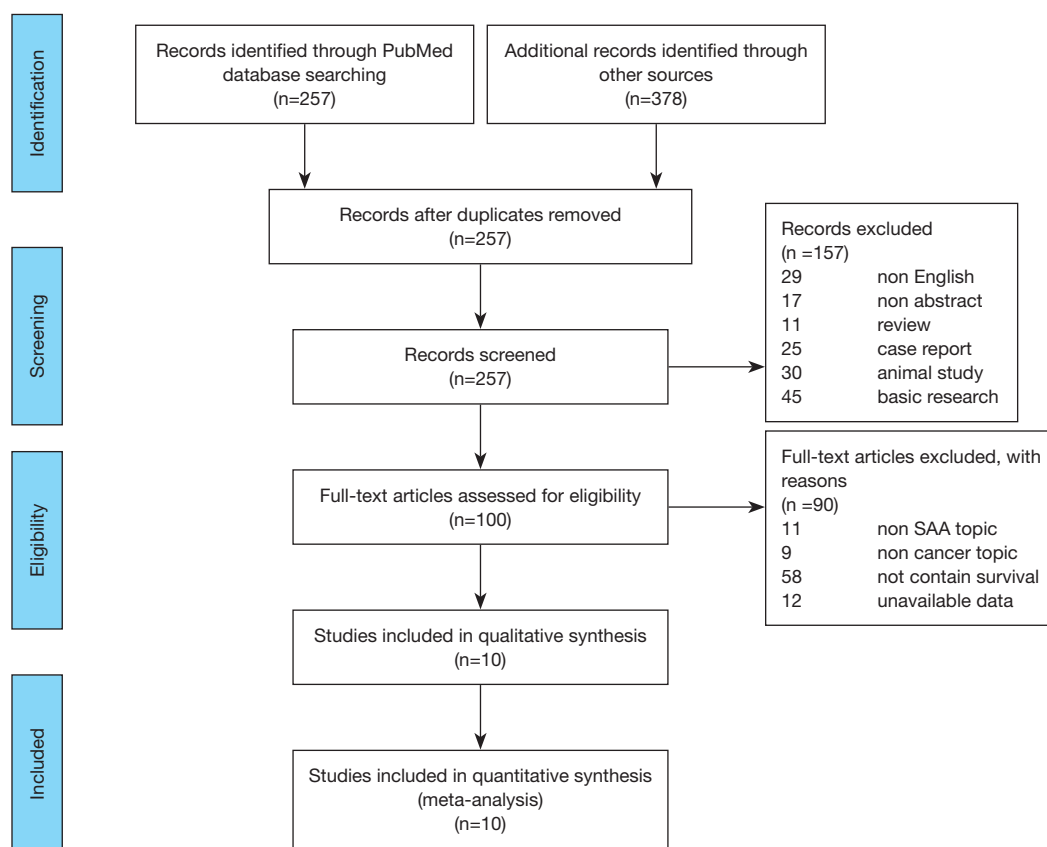 Identification
Records identified through PubMed
database searching
(n=257)
Additional records identified through
other sources
(n=378)
Records after duplicates removed
(n=257)
Screening
Records screened
(n=257)
Records excluded
(n =157)
29 non English
17 non abstract
11 review
25 case report
30 animal study
45 basic research
Eligibility
Full-text articles assessed for eligibility
(n=100)
Full-text articles excluded, with
reasons
(n =90)
11 non SAA topic
9 non cancer topic
58 not contain survival
12 unavailable data
Studies included in qualitative synthesis
(n=10)
Included
Studies included in quantitative synthesis
(meta-analysis)
(n=10)